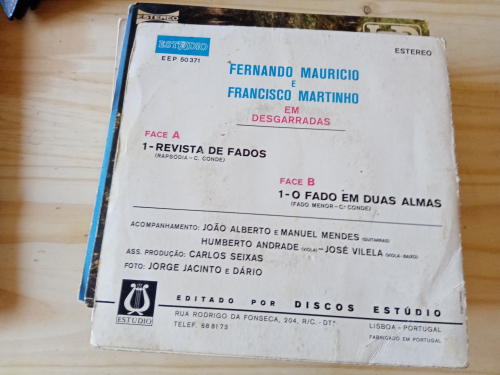 ESTEREO
ESTÚDIO
EEP 50371
ESTEREO
FERNANDO MAURICIO
E
FRANCISCO MARTINHO
EM
DESGARRADAS
FACE A
1-REVISTA DE FADOS
(RAPSÓDIA-C. CONDE)
FACE B
1-O FADO EM DUAS ALMAS
(FADO MENOR-C. CONDE)
ACOMPANHAMENTO: JOÃO ALBERTO E MANUEL MENDES (GUITARRAS)
HUMBERTO ANDRADE (VIOLA)-JOSÉ VILELA (VIOLA-BAIXO)
ASS. PRODUÇÃO: CARLOS SEIXAS
FOTO: JORGE JACINTO E DÁRIO
EDITADO POR DISCOS ESTÚDIO
ESTÚDIO
RUA RODRIGO DA FONSECA, 204, R/C.-DTº LISBOA-PORTUGAL
TELEF. 688173 FABRICADO EM PORTUGAL